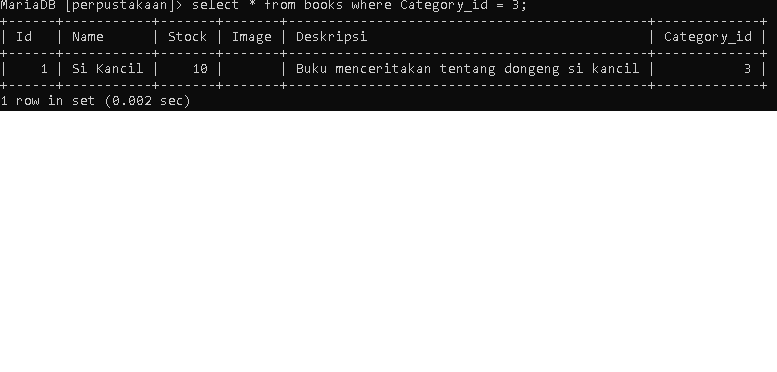 MariaDB [perpustakaan]> select * from books where Category_id = 3;
+----+-----------+-------+-------+--------------------------------------------+-------------+
| Id | Name | Stock | Image | Deskripsi | Category_id |
+----+-----------+-------+-------+--------------------------------------------+-------------+
| 1 | Si Kancil | 10 | | Buku menceritakan tentang dongeng si kancil | 3 |
+----+-----------+-------+-------+--------------------------------------------+-------------+
1 row in set (0.002 sec)